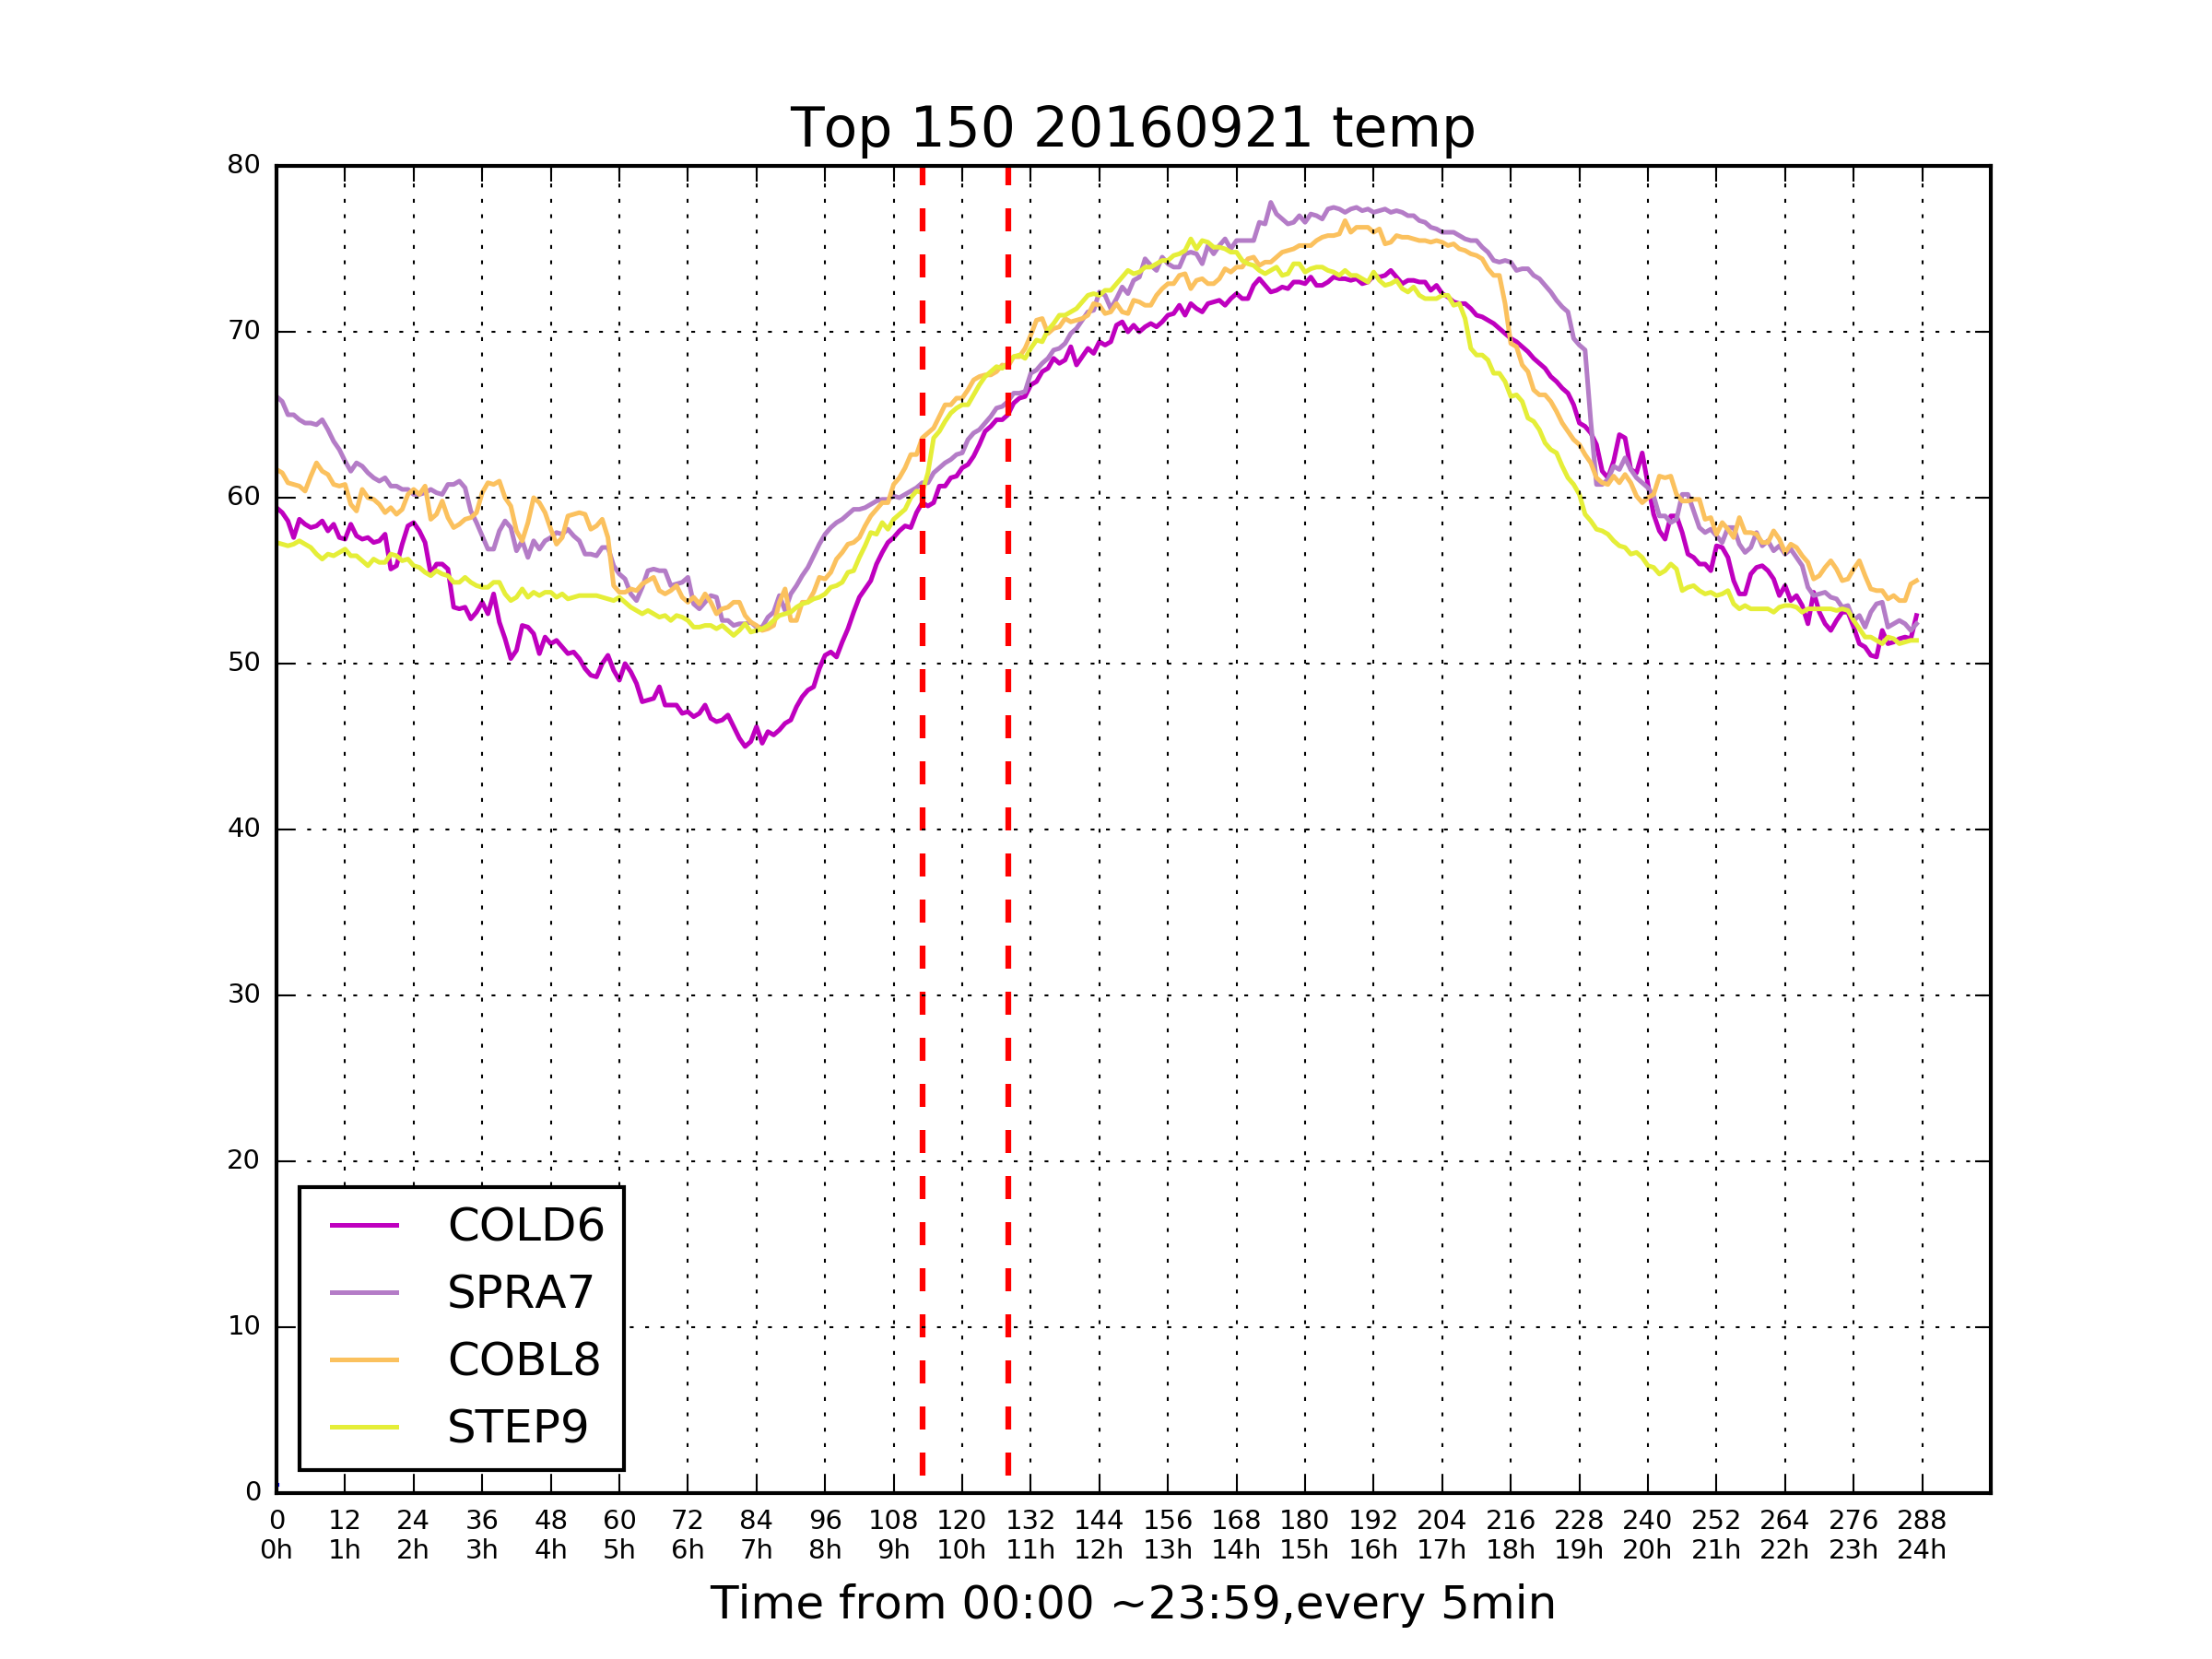 Top 150 20160921 temp
80
70
60
50
40
30
20
10
0
COLD6
SPRA7
COBL8
STEP9
0 12 24 36 48 60 72 84 96 108 120 132 144 156 168 180 192 204 216 228 240 252 264 276 288
0h 1h 2h 3h 4h 5h 6h 7h 8h 9h 10h 11h 12h 13h 14h 15h 16h 17h 18h 19h 20h 21h 22h 23h 24h
Time from 00:00 ~23:59,every 5min